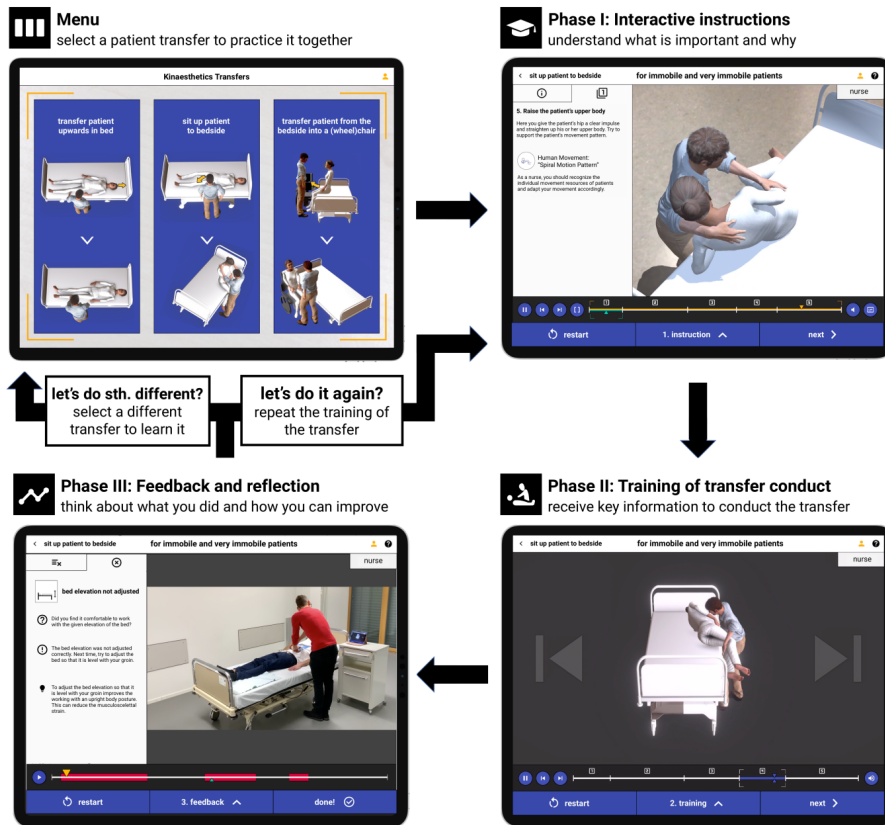 Menu
select a patient transfer to practice it together
Kinaesthetics Transfers
transfer patient
upwards in bed
sit up patient
to bedside
transfer patient from the
bedside into a (wheel)chair
Phase I: Interactive instructions
understand what is important and why
sit up patient to bedside
for immobile and very immobile patients
nurse
5. Raise the patient's upper body
Here you give the patient's hip a clear impulse
and straighten up his or her upper body. Try to
support the patient's movement pattern.
Human Movement:
"Spiral Motion Pattern"
As a nurse, you should recognize the
individual movement resources of patients
and adapt your movement accordingly.
1 2 3 4 5
restart
1. instruction
next
let's do sth. different?
select a different
transfer to learn it
let's do it again?
repeat the training of
the transfer
Phase III: Feedback and reflection
think about what you did and how you can improve
sit up patient to bedside
for immobile and very immobile patients
nurse
bed elevation not adjusted
Did you find it comfortable to work
with the given elevation of the bed?
The bed elevation was not adjusted
correctly. Next time, try to adjust the
bed so that it is level with your groin.
To adjust the bed elevation so that it
is level with your groin improves the
working with an upright body posture.
This can reduce the musculoscelettal
strain.
restart
3. feedback
done!
Phase II: Training of transfer conduct
receive key information to conduct the transfer
sit up patient to bedside
for immobile and very immobile patients
nurse
1 2 3 4 5
restart
2. training
next